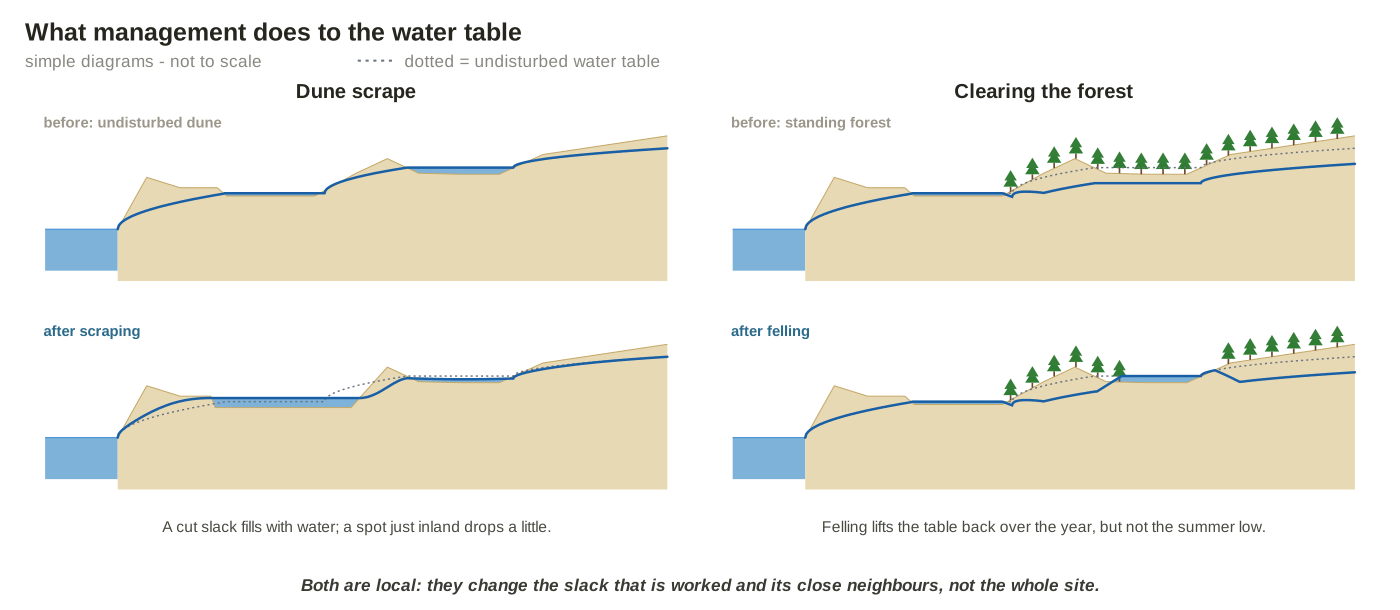 What management does to the water table
simple diagrams - not to scale
dotted = undisturbed water table
Dune scrape
Clearing the forest
before: undisturbed dune
before: standing forest
after scraping
after felling
A cut slack fills with water; a spot just inland drops a little.
Felling lifts the table back over the year, but not the summer low.
Both are local: they change the slack that is worked and its close neighbours, not the whole site.